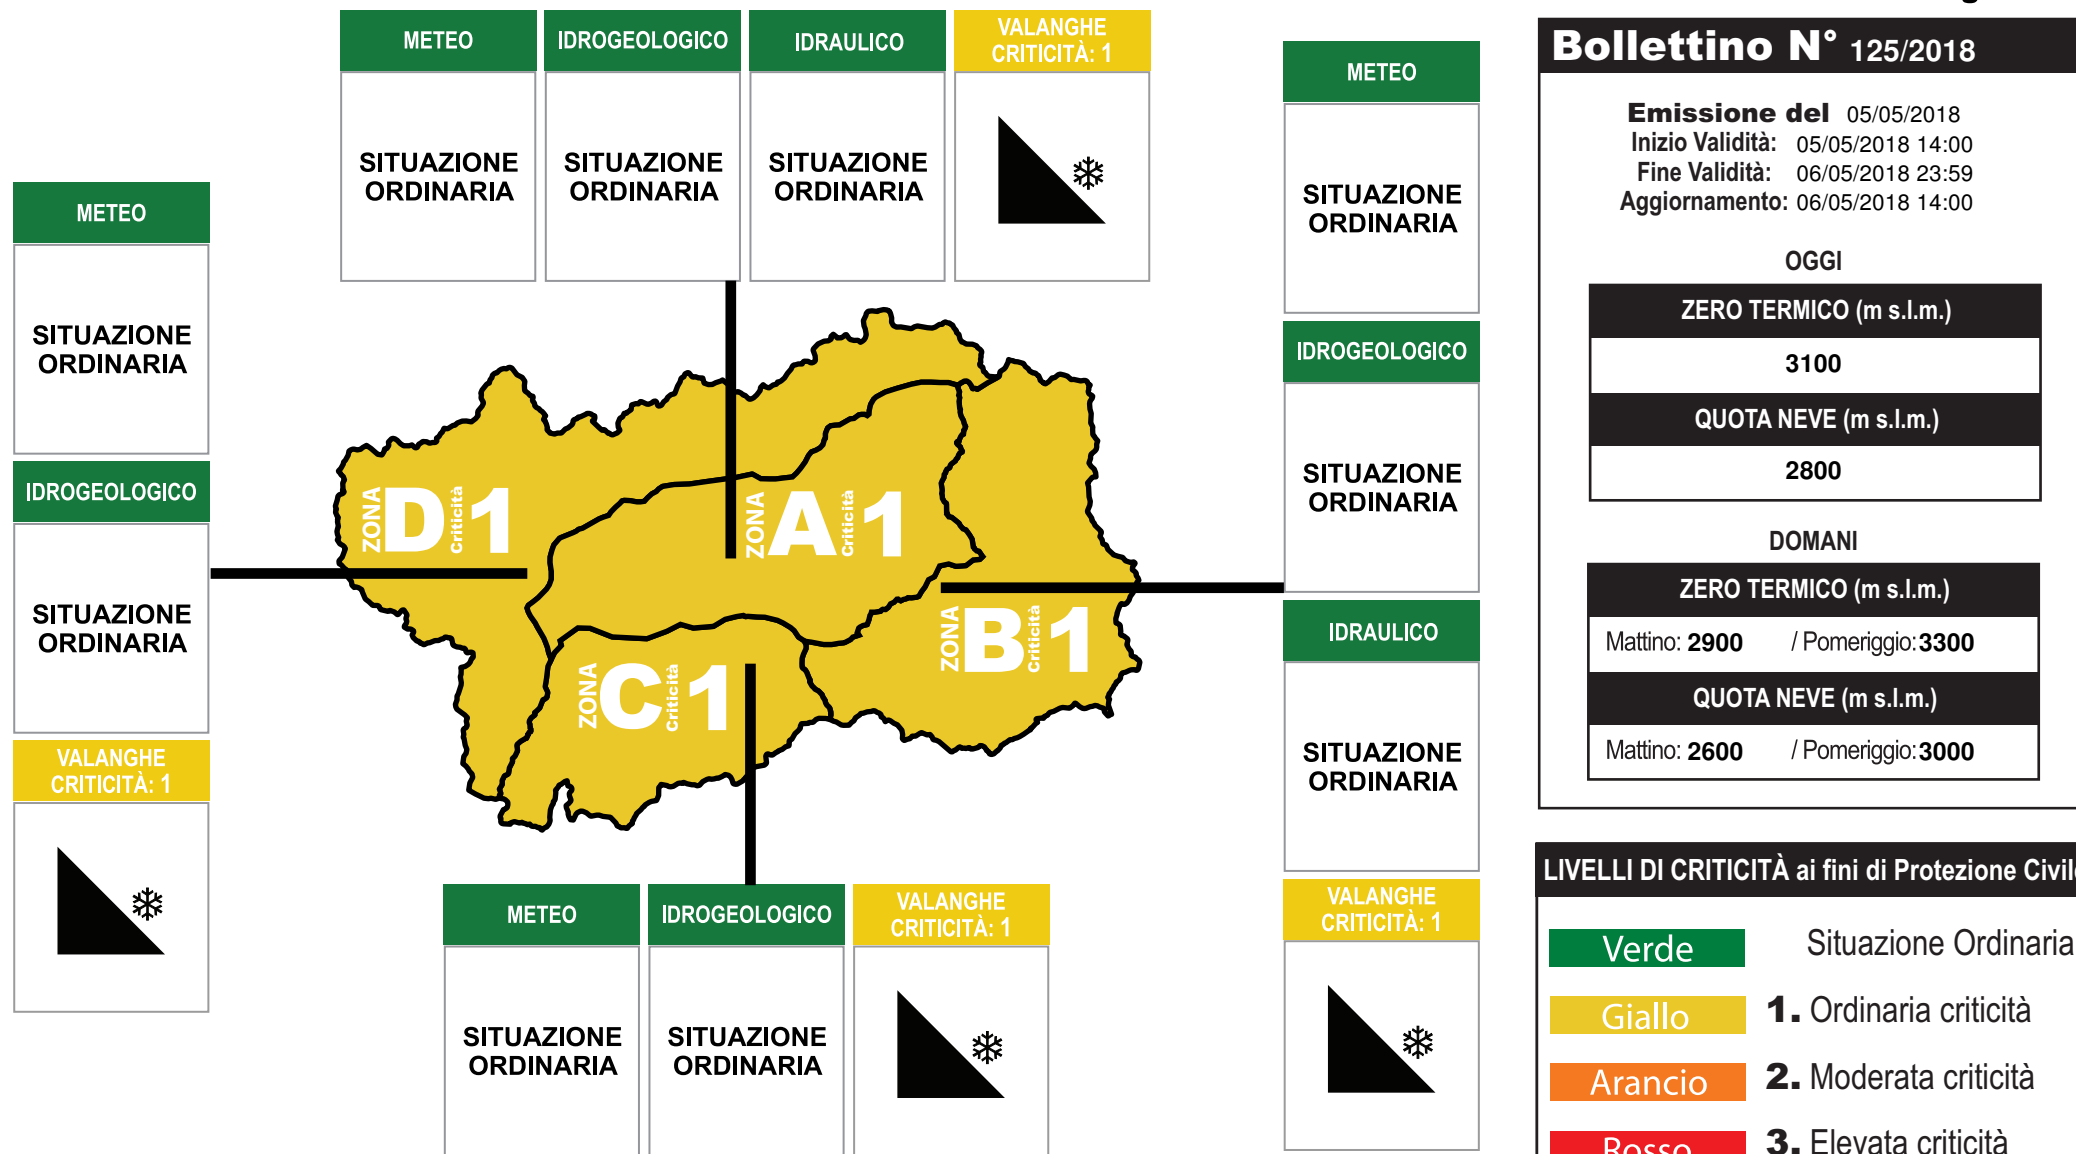 METEO
IDROGEOLOGICO
IDRAULICO
VALANGHE
CRITICITÀ: 1
SITUAZIONE
ORDINARIA
SITUAZIONE
ORDINARIA
SITUAZIONE
ORDINARIA
METEO
SITUAZIONE
ORDINARIA
IDROGEOLOGICO
SITUAZIONE
ORDINARIA
VALANGHE
CRITICITÀ: 1
ZONA D Criticità 1
ZONA A Criticità 1
ZONA B Criticità 1
ZONA C Criticità 1
METEO
IDROGEOLOGICO
VALANGHE
CRITICITÀ: 1
SITUAZIONE
ORDINARIA
SITUAZIONE
ORDINARIA
METEO
SITUAZIONE
ORDINARIA
IDROGEOLOGICO
SITUAZIONE
ORDINARIA
IDRAULICO
SITUAZIONE
ORDINARIA
VALANGHE
CRITICITÀ: 1
Bollettino N° 125/2018
Emissione del 05/05/2018
Inizio Validità: 05/05/2018 14:00
Fine Validità: 06/05/2018 23:59
Aggiornamento: 06/05/2018 14:00
OGGI
ZERO TERMICO (m s.l.m.)
3100
QUOTA NEVE (m s.l.m.)
2800
DOMANI
ZERO TERMICO (m s.l.m.)
Mattino: 2900 / Pomeriggio: 3300
QUOTA NEVE (m s.l.m.)
Mattino: 2600 / Pomeriggio: 3000
LIVELLI DI CRITICITÀ ai fini di Protezione Civile
Verde Situazione Ordinaria
Giallo 1. Ordinaria criticità
Arancio 2. Moderata criticità
Rosso 3. Elevata criticità